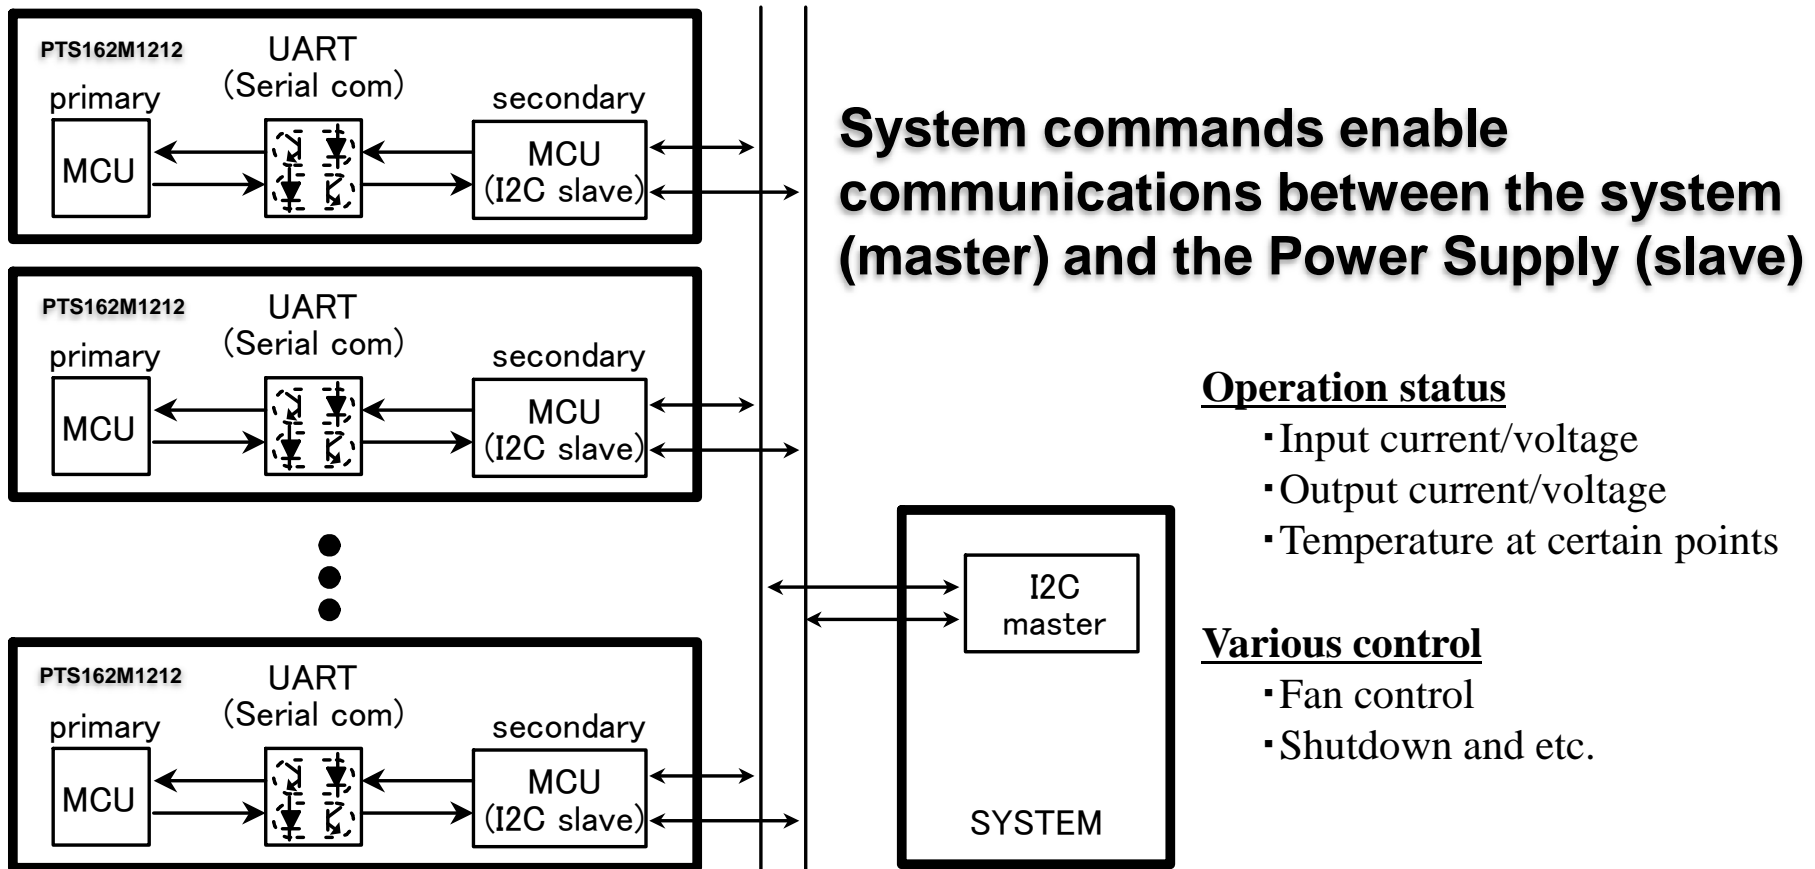 PTS162M1212
UART
(Serial com)
primary
secondary
MCU
MCU
(I2C slave)
System commands enable
communications between the system
(master) and the Power Supply (slave)
PTS162M1212
UART
(Serial com)
primary
secondary
MCU
MCU
(I2C slave)
Operation status
・Input current/voltage
・Output current/voltage
・Temperature at certain points
I2C
master
SYSTEM
Various control
・Fan control
・Shutdown and etc.
PTS162M1212
UART
(Serial com)
primary
secondary
MCU
MCU
(I2C slave)